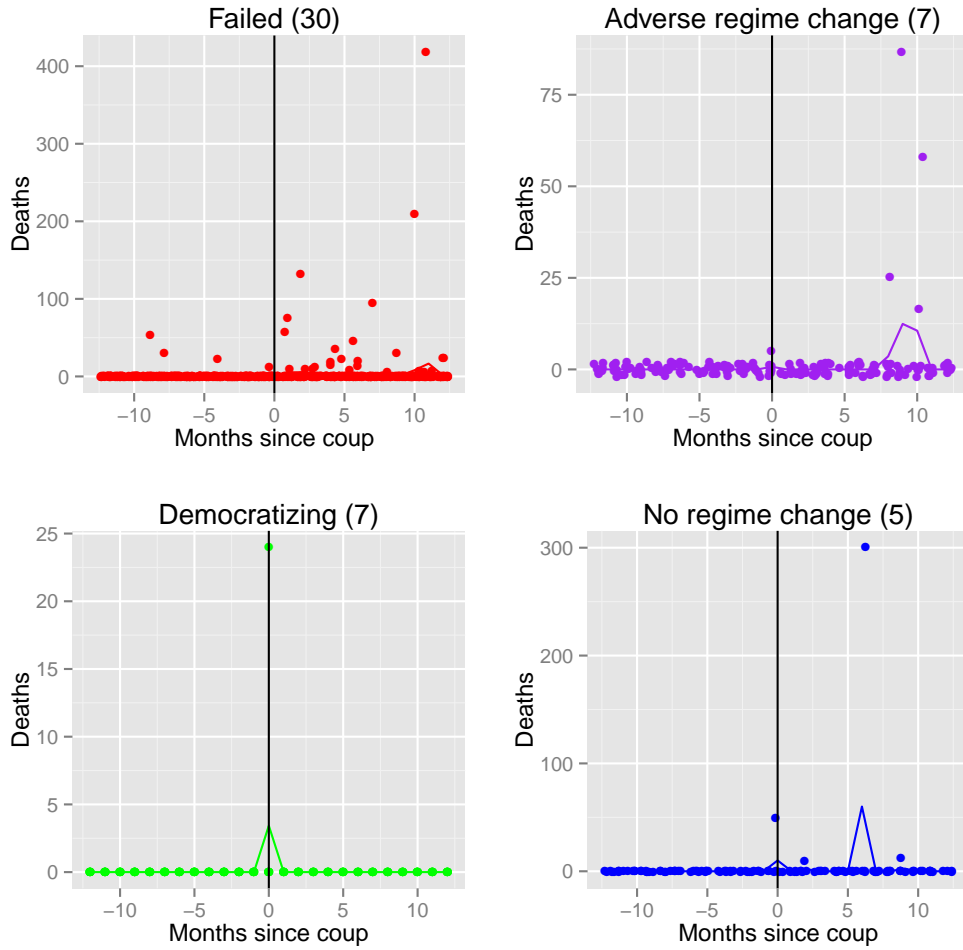 Failed (30)
Deaths
400
300
200
100
0
−10 −5 0 5 10
Months since coup
Adverse regime change (7)
Deaths
75
50
25
0
−10 −5 0 5 10
Months since coup
Democratizing (7)
Deaths
25
20
15
10
5
0
−10 −5 0 5 10
Months since coup
No regime change (5)
Deaths
300
200
100
0
−10 −5 0 5 10
Months since coup